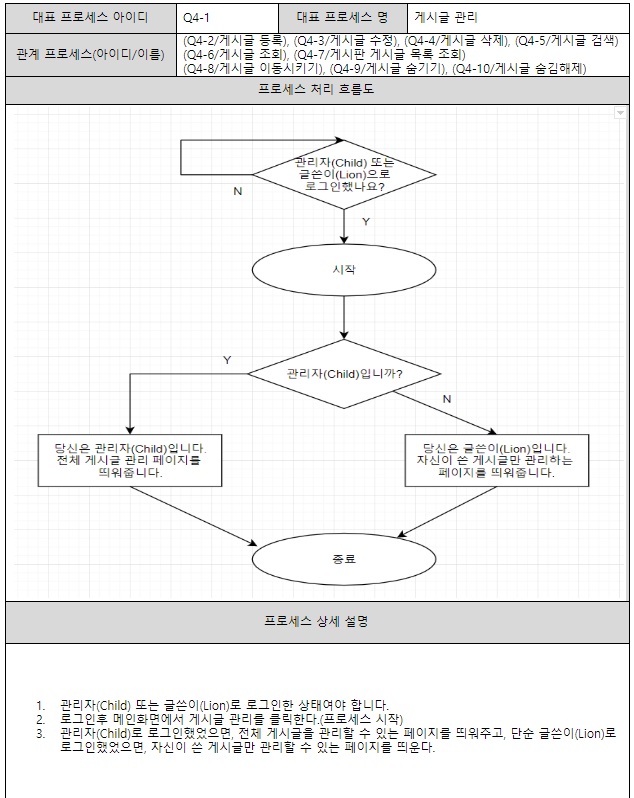 대표 프로세스 아이디 Q4-1 대표 프로세스 명 게시글 관리
관계 프로세스(아이디/이름)
(Q4-2/게시글 등록), (Q4-3/게시글 수정), (Q4-4/게시글 삭제), (Q4-5/게시글 검색)
(Q4-6/게시글 조회), (Q4-7/게시판 게시글 목록 조회)
(Q4-8/게시글 이동시키기), (Q4-9/게시글 숨기기), (Q4-10/게시글 숨김해제)
프로세스 처리 흐름도
관리자(Child) 또는
글쓴이(Lion)으로
로그인했나요?
N
Y
시작
관리자(Child)입니까?
Y
N
당신은 관리자(Child)입니다.
전체 게시글 관리 페이지를
띄워줍니다.
당신은 글쓴이(Lion)입니다.
자신이 쓴 게시글만 관리하는
페이지를 띄워줍니다.
종료
프로세스 상세 설명
1. 관리자(Child) 또는 글쓴이(Lion)로 로그인한 상태여야 합니다.
2. 로그인후 메인화면에서 게시글 관리를 클릭한다.(프로세스 시작)
3. 관리자(Child)로 로그인했었으면, 전체 게시글을 관리할 수 있는 페이지를 띄워주고, 단순 글쓴이(Lion)로
로그인했었으면, 자신이 쓴 게시글만 관리할 수 있는 페이지를 띄운다.